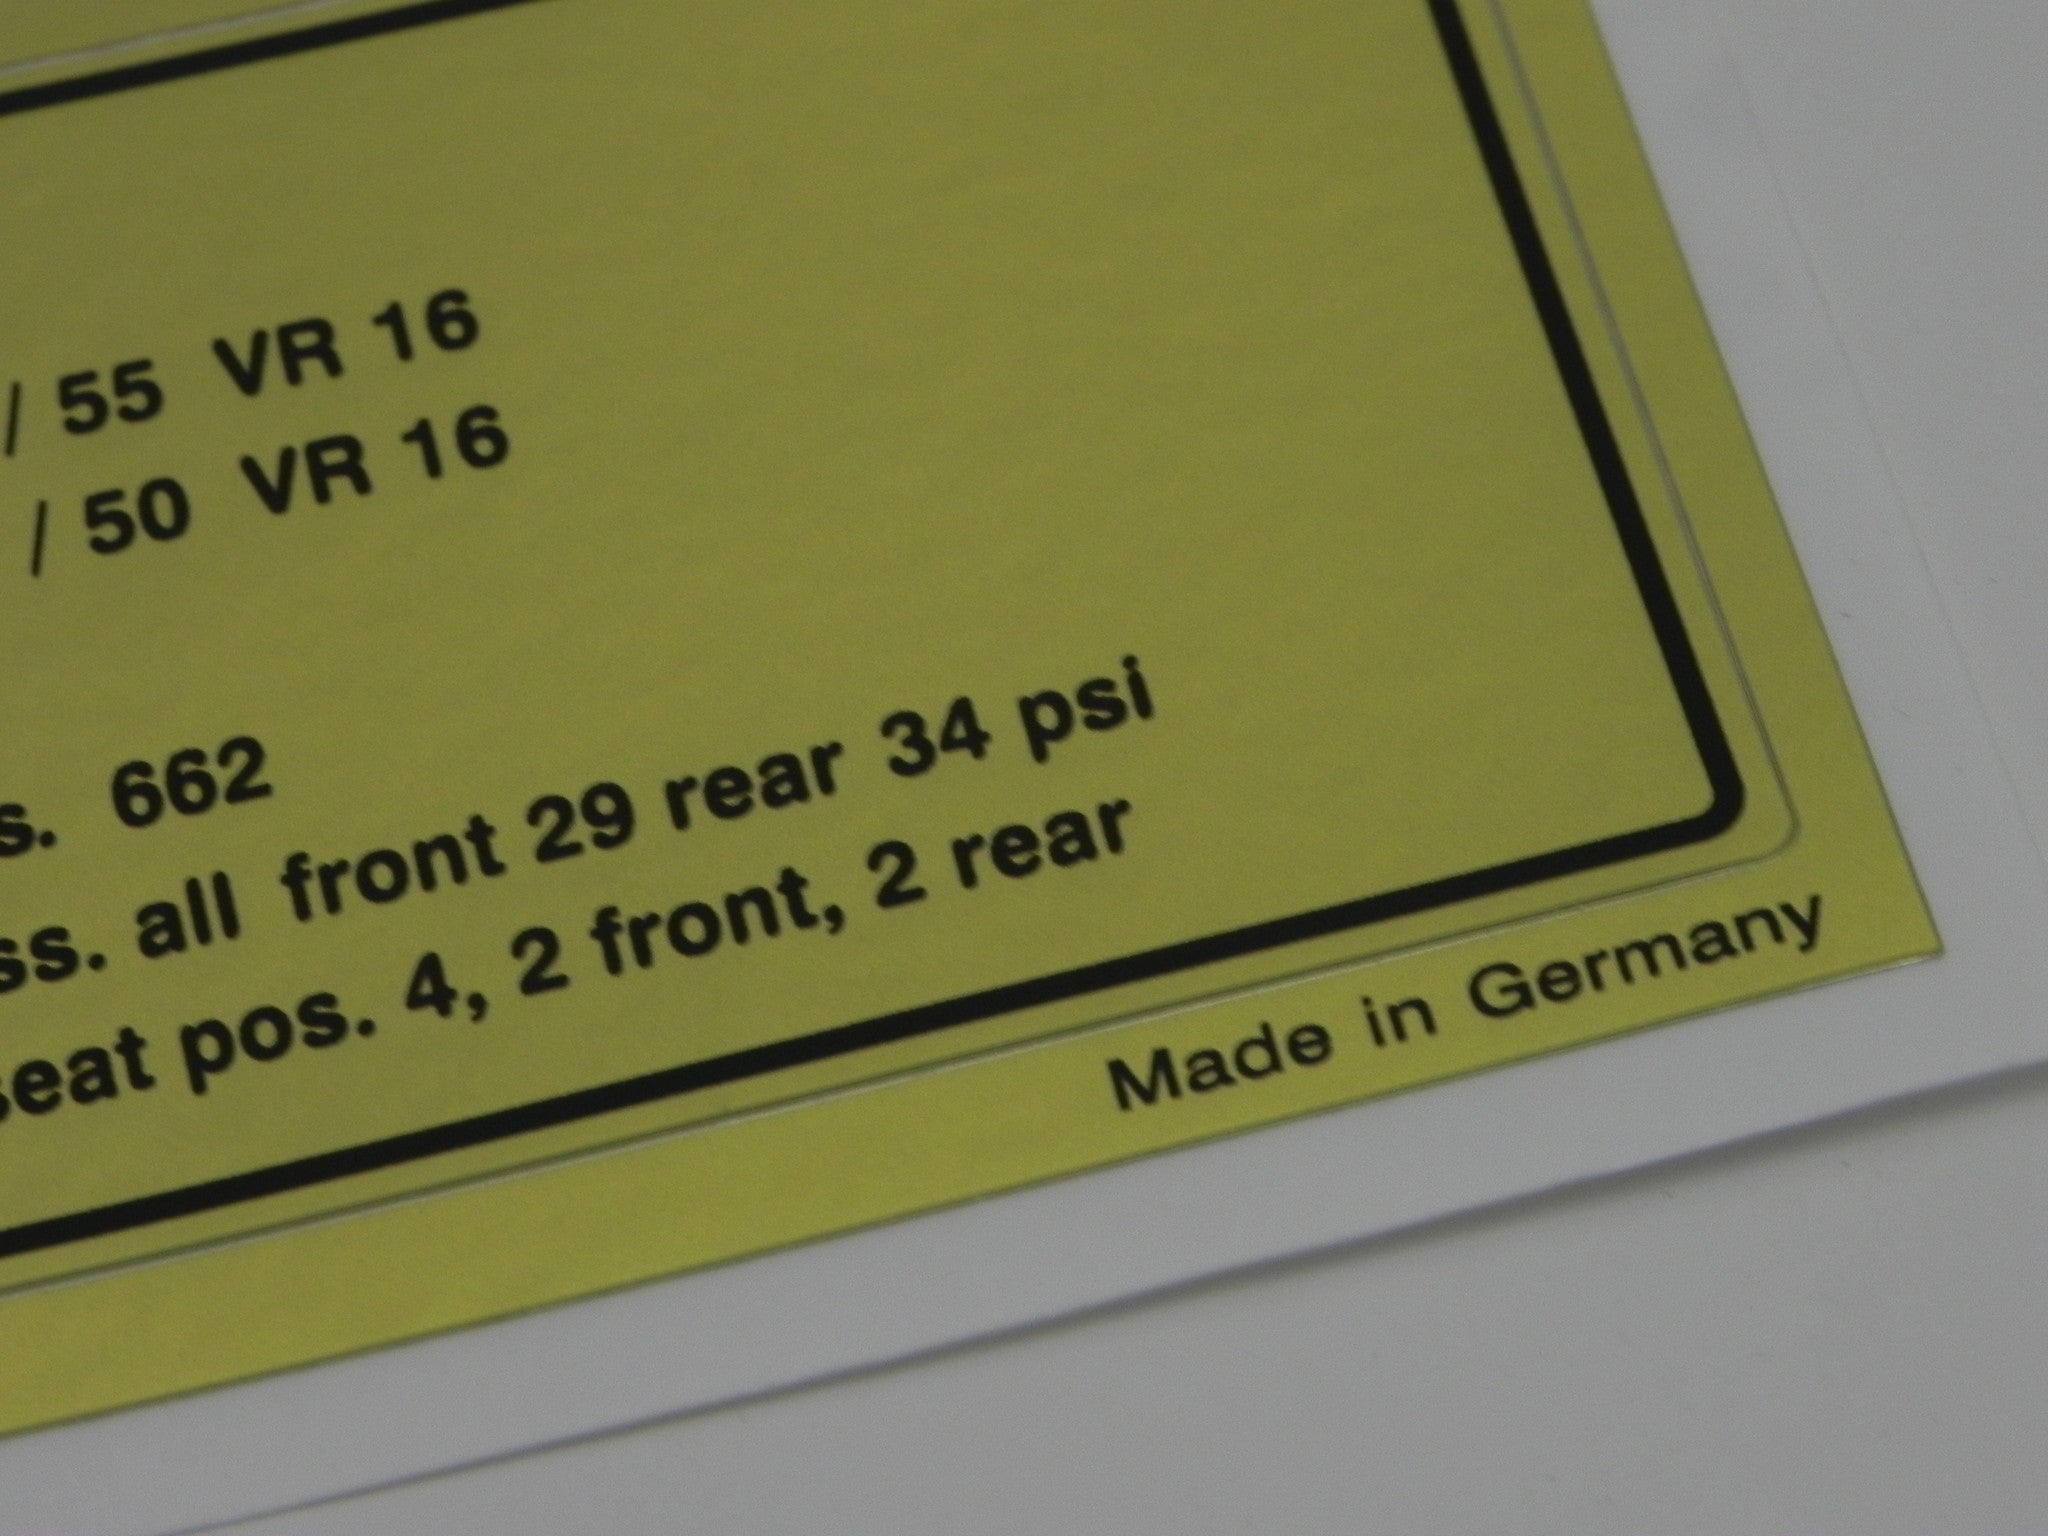 / 55 VR 16
/ 50 VR 16
s. 662
ss. all front 29 rear 34 psi
seat pos. 4, 2 front, 2 rear
Made in Germany